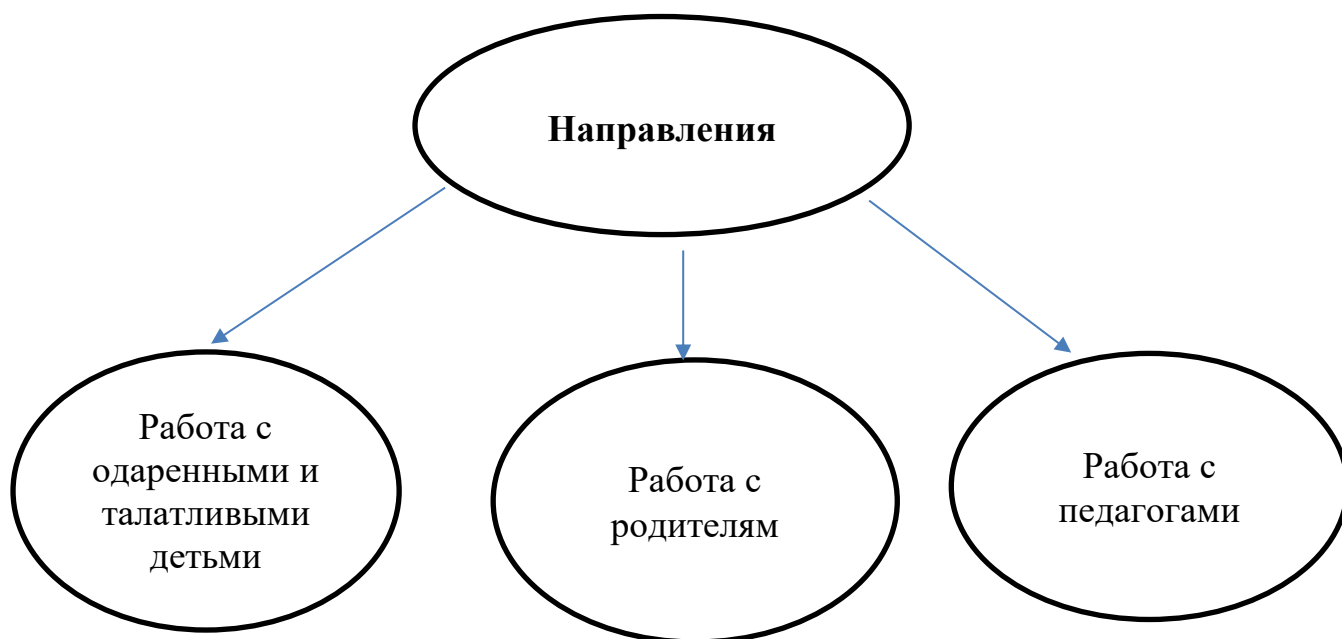 Направления
Работа с
одаренными и
талатливыми
детьми
Работа с
родителям
Работа с
педагогами